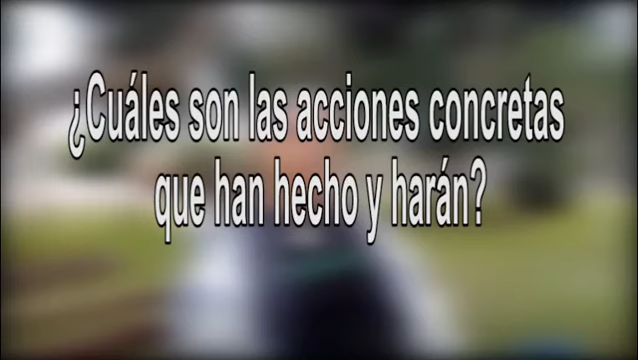 ¿Cuáles son las acciones concretas
que han hecho y harán?